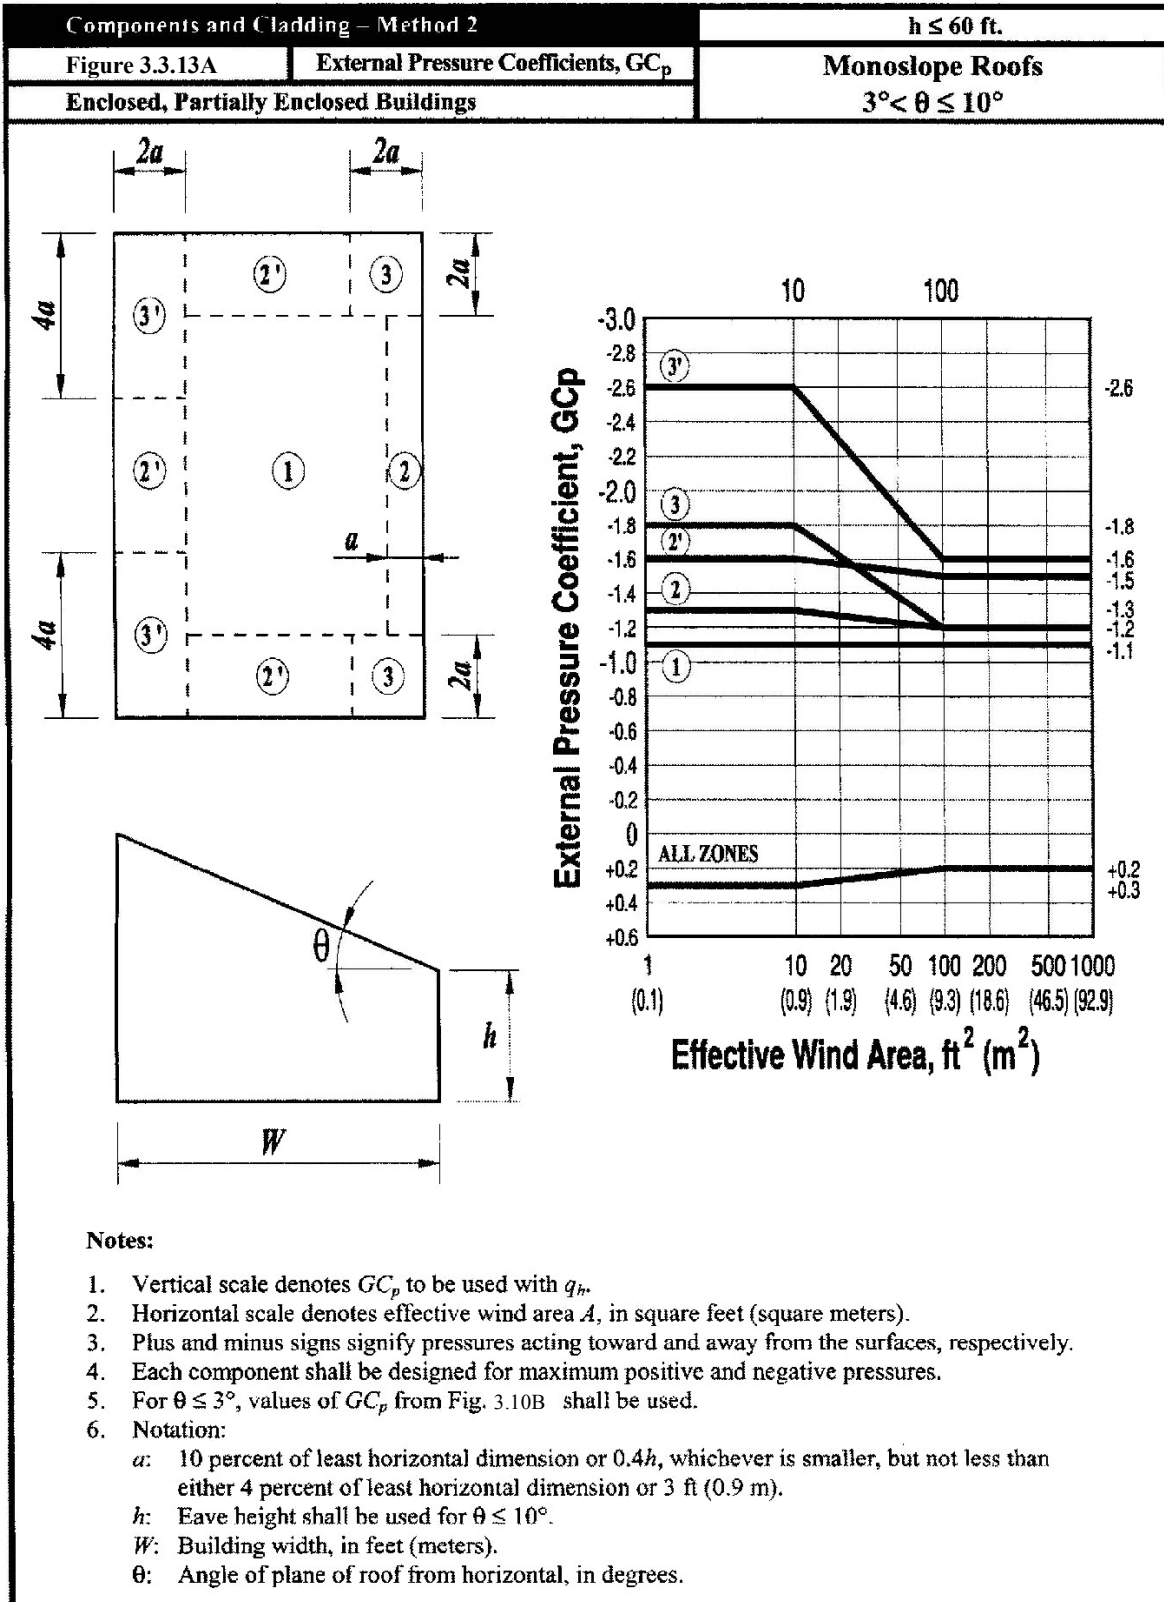 Components and Cladding – Method 2
h ≤ 60 ft.
Figure 3.3.13A
External Pressure Coefficients, GCp
Monoslope Roofs
3°< θ ≤ 10°
Enclosed, Partially Enclosed Buildings
2a
2a
2'
3
2a
4a
3'
2'
1
2
a
4a
3'
2'
3
2a
θ
h
W
10 100
External Pressure Coefficient, GCp
-3.0
-2.8
-2.6
-2.4
-2.2
-2.0
-1.8
-1.6
-1.4
-1.2
-1.0
-0.8
-0.6
-0.4
-0.2
0
+0.2
+0.4
+0.6
3'
3
2'
2
1
ALL ZONES
-2.6
-1.8
-1.6
-1.5
-1.3
-1.2
-1.1
+0.2
+0.3
1 10 20 50 100 200 500 1000
(0.1) (0.9) (1.9) (4.6) (9.3) (18.6) (46.5) (92.9)
Effective Wind Area, ft2 (m2)
Notes:
1. Vertical scale denotes GCp to be used with qh.
2. Horizontal scale denotes effective wind area A, in square feet (square meters).
3. Plus and minus signs signify pressures acting toward and away from the surfaces, respectively.
4. Each component shall be designed for maximum positive and negative pressures.
5. For θ ≤ 3°, values of GCp from Fig. 3.10B shall be used.
6. Notation:
a: 10 percent of least horizontal dimension or 0.4h, whichever is smaller, but not less than
either 4 percent of least horizontal dimension or 3 ft (0.9 m).
h: Eave height shall be used for θ ≤ 10°.
W: Building width, in feet (meters).
θ: Angle of plane of roof from horizontal, in degrees.